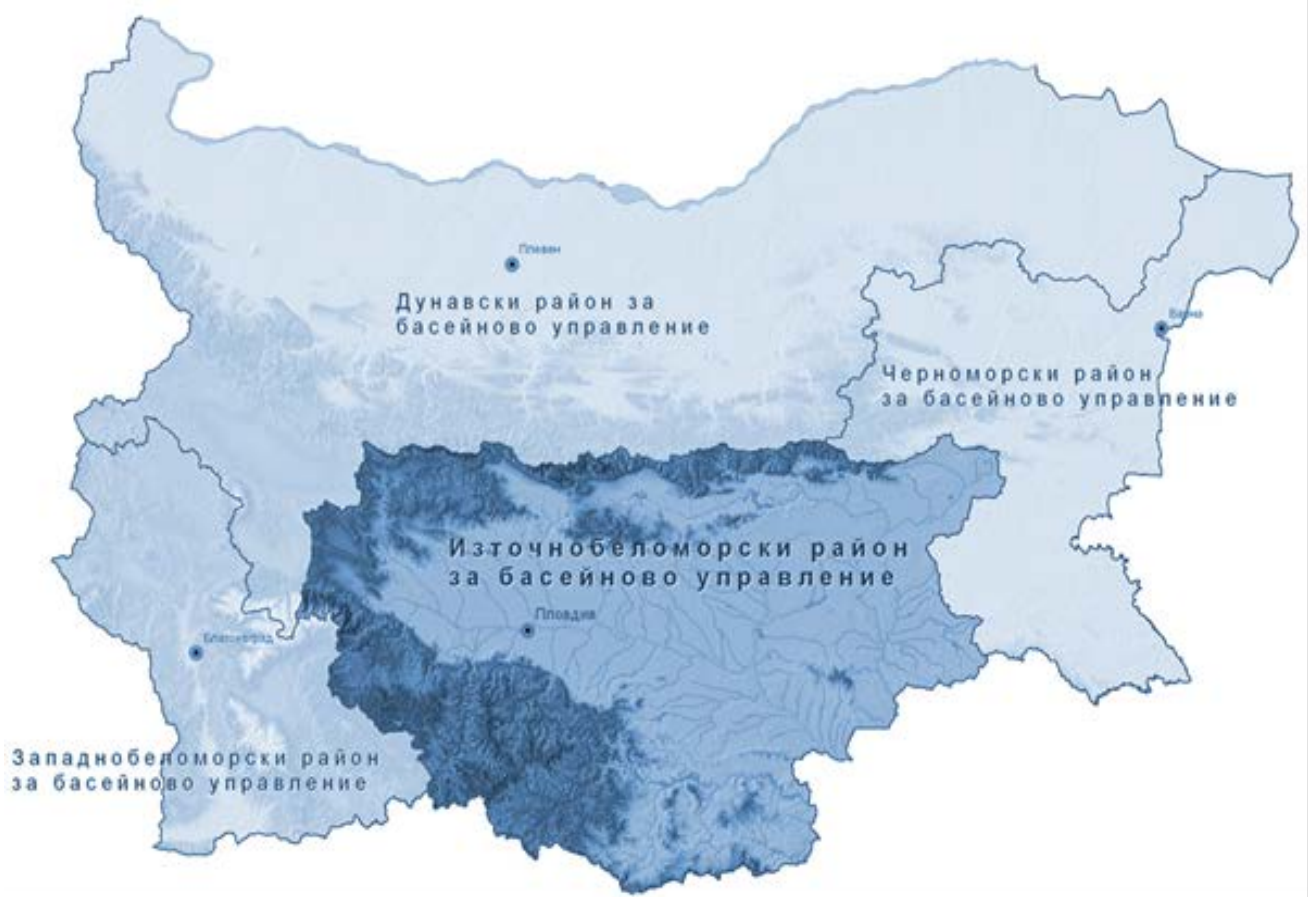 Плевен
Дунавски район за
басейново управление
Варна
Черноморски район
за басейново управление
Източнобеломорски район
за басейново управление
Пловдив
Благоевград
Западнобеломорски район
за басейново управление